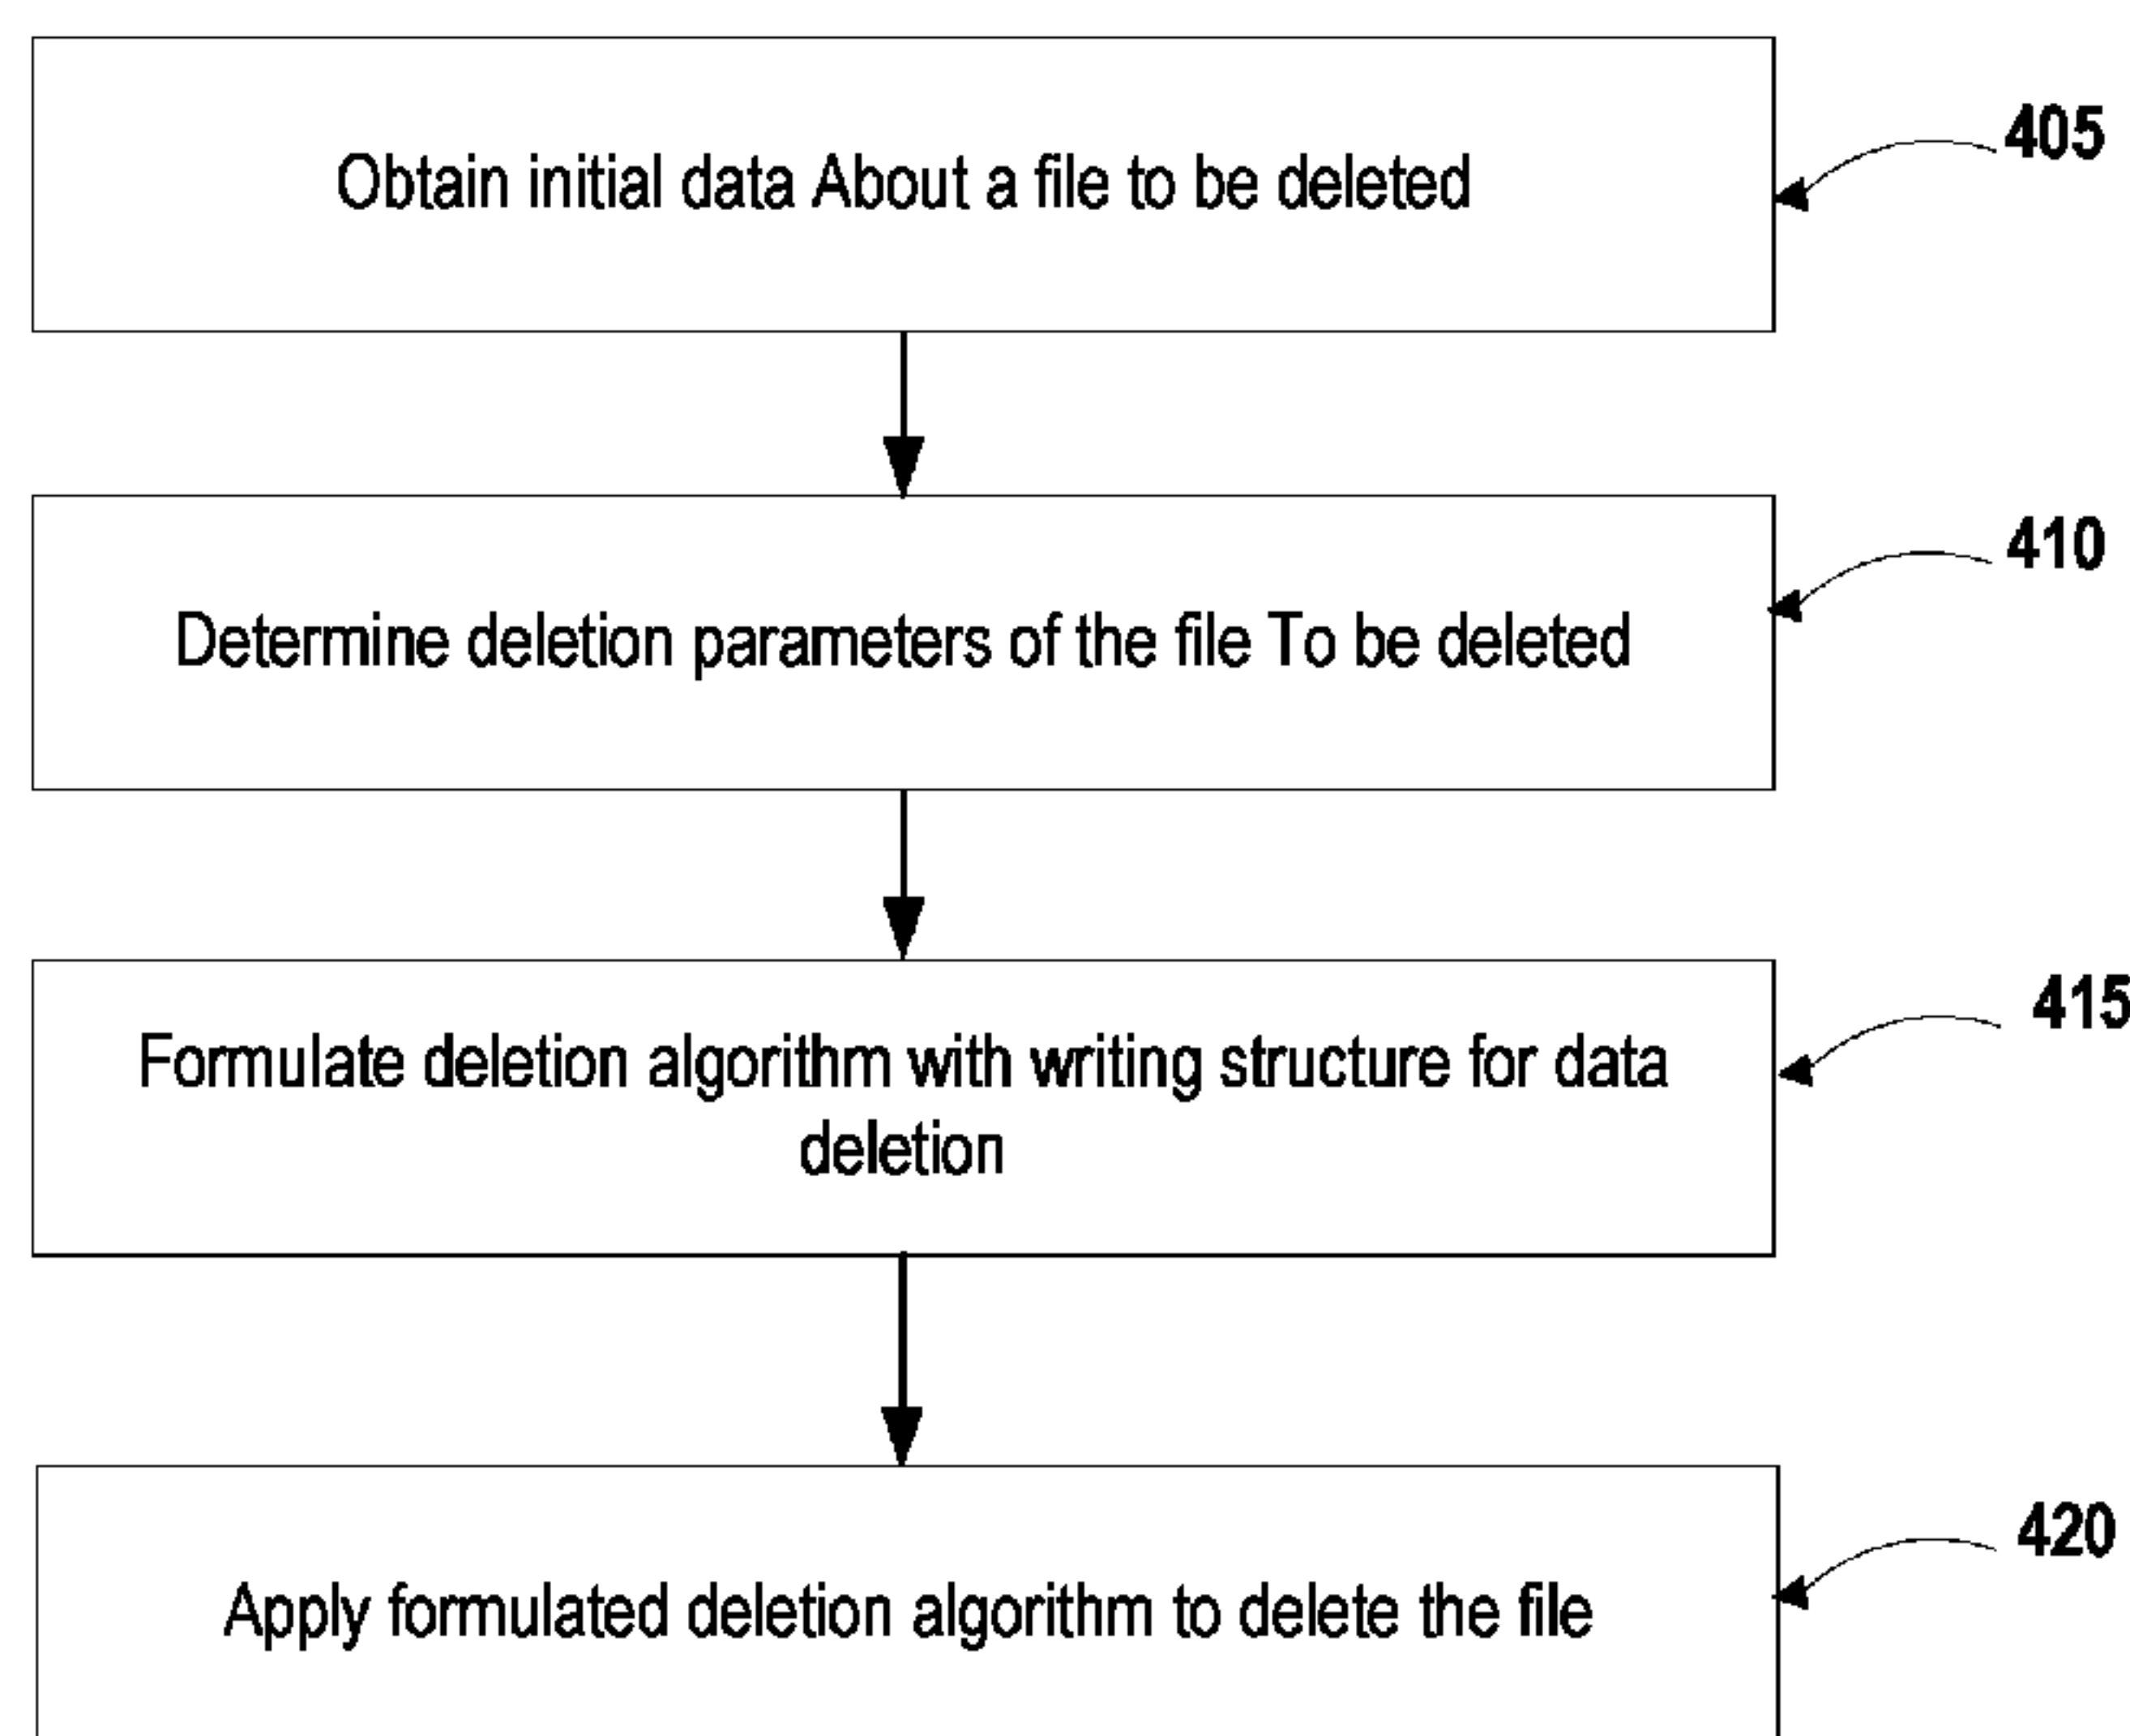 Obtain initial data About a file to be deleted
405
Determine deletion parameters of the file To be deleted
410
Formulate deletion algorithm with writing structure for data
deletion
415
Apply formulated deletion algorithm to delete the file
420